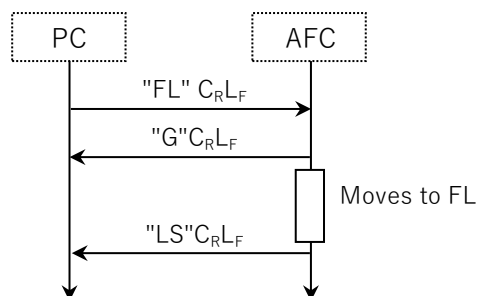 PC
AFC
"FL" CRLF
"G"CRLF
Moves to FL
"LS"CRLF